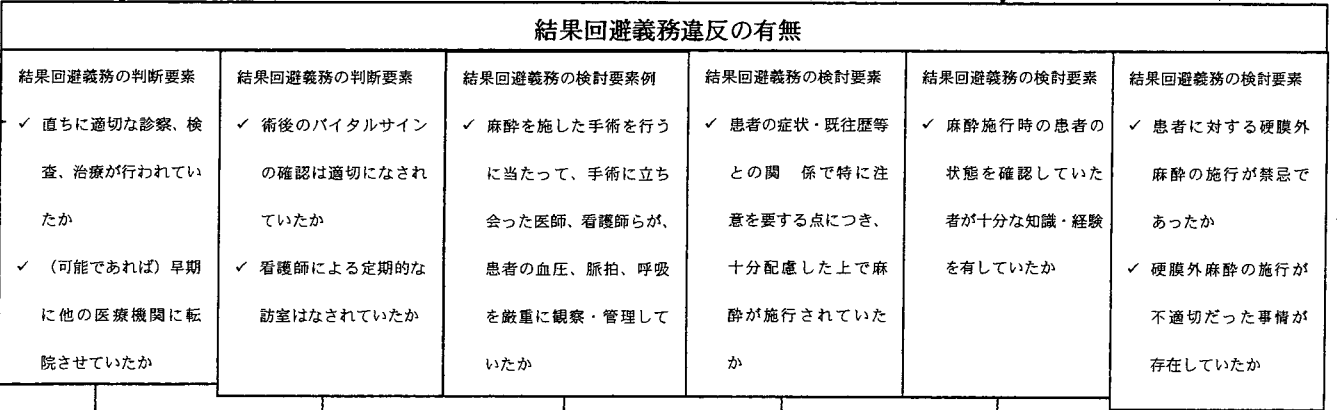 結果回避義務違反の有無
結果回避義務の判断要素
✓ 直ちに適切な診察、検
査、治療が行われてい
たか
✓ （可能であれば）早期
に他の医療機関に転
院させていたか
結果回避義務の判断要素
✓ 術後のバイタルサイン
の確認は適切になされ
ていたか
✓ 看護師による定期的な
訪室はなされていたか
結果回避義務の検討要素例
✓ 麻酔を施した手術を行う
に当たって、手術に立ち
会った医師、看護師らが、
患者の血圧、脈拍、呼吸
を厳重に観察・管理して
いたか
結果回避義務の検討要素
✓ 患者の症状・既往歴等
との関　係で特に注
意を要する点につき、
十分配慮した上で麻
酔が施行されていた
か
結果回避義務の検討要素
✓ 麻酔施行時の患者の
状態を確認していた
者が十分な知識・経験
を有していたか
結果回避義務の検討要素
✓ 患者に対する硬膜外
麻酔の施行が禁忌で
あったか
✓ 硬膜外麻酔の施行が
不適切だった事情が
存在していたか